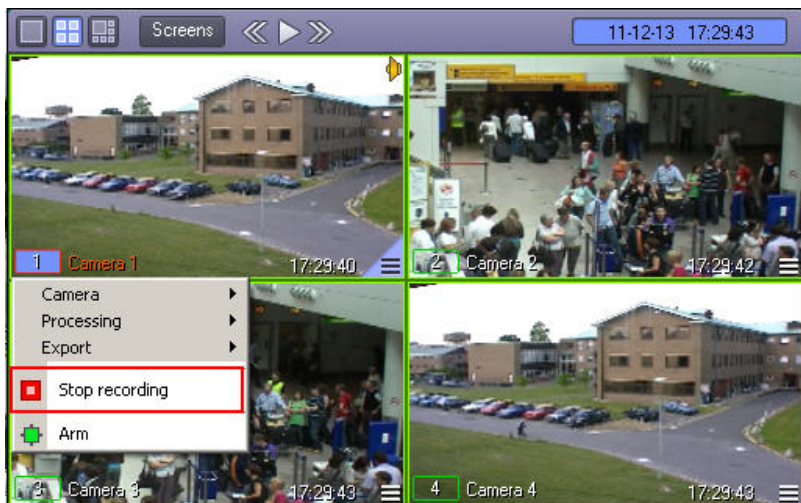 Screens
11-12-13 17:29:43
1 Camera 1 17:29:40
2 Camera 2 17:29:42
Camera
Processing
Export
Stop recording
Arm
3 Camera 3 17:29:43
4 Camera 4 17:29:43